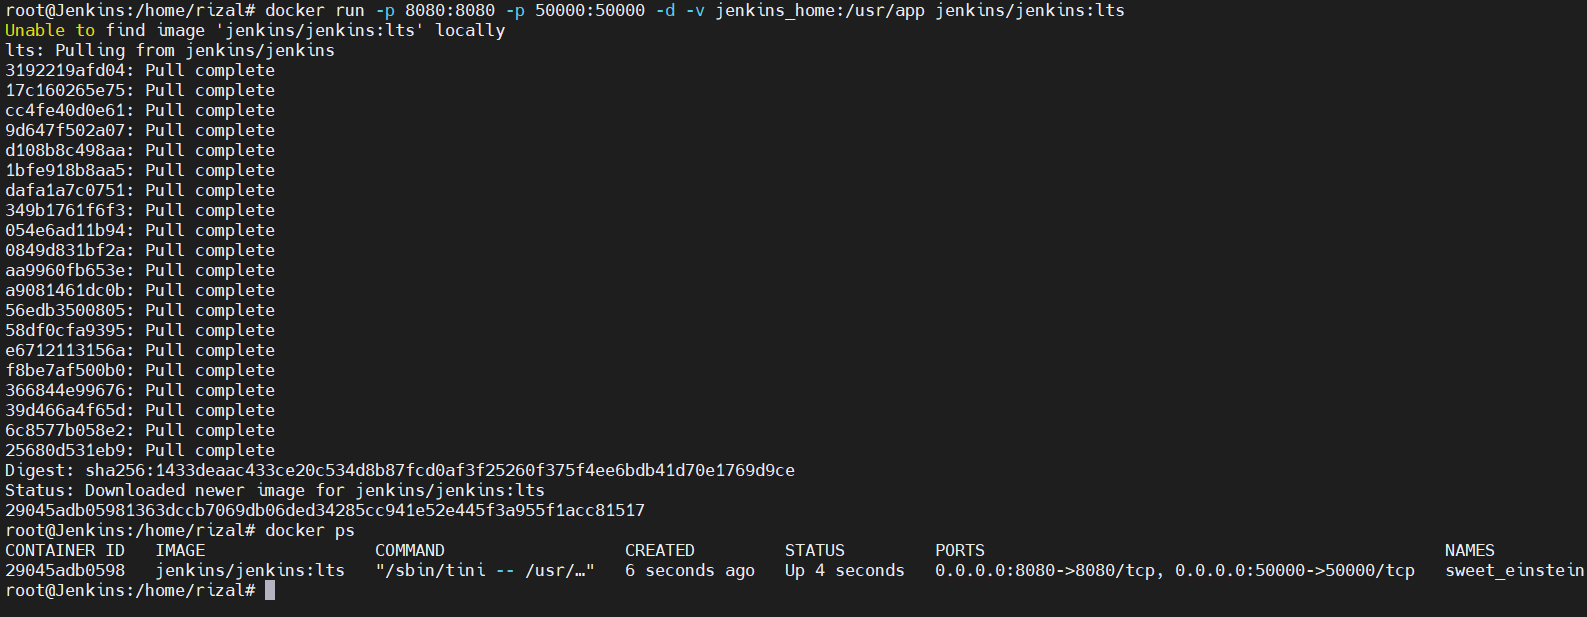 root@Jenkins:/home/rizal# docker run -p 8080:8080 -p 50000:50000 -d -v jenkins_home:/usr/app jenkins/jenkins:lts
Unable to find image 'jenkins/jenkins:lts' locally
lts: Pulling from jenkins/jenkins
3192219afd04: Pull complete
17c160265e75: Pull complete
cc4fe40d0e61: Pull complete
9d647f502a07: Pull complete
d108b8c498aa: Pull complete
1bfe918b8aa5: Pull complete
dafa1a7c0751: Pull complete
349b1761f6f3: Pull complete
054e6ad11b94: Pull complete
0849d831bf2a: Pull complete
aa9960fb653e: Pull complete
a9081461dc0b: Pull complete
56edb3500805: Pull complete
58df0cfa9395: Pull complete
e6712113156a: Pull complete
f8be7af500b0: Pull complete
366844e99676: Pull complete
39d466a4f65d: Pull complete
6c8577b058e2: Pull complete
25680d531eb9: Pull complete
Digest: sha256:1433deaac433ce20c534d8b87fcd0af3f25260f375f4ee6bdb41d70e1769d9ce
Status: Downloaded newer image for jenkins/jenkins:lts
29045adb05981363dccb7069db06ded34285cc941e52e445f3a955f1acc81517
root@Jenkins:/home/rizal# docker ps
CONTAINER ID   IMAGE                 COMMAND                  CREATED         STATUS         PORTS                                              NAMES
29045adb0598   jenkins/jenkins:lts   "/sbin/tini -- /usr/…"   6 seconds ago   Up 4 seconds   0.0.0.0:8080->8080/tcp, 0.0.0.0:50000->50000/tcp   sweet_einstein
root@Jenkins:/home/rizal#